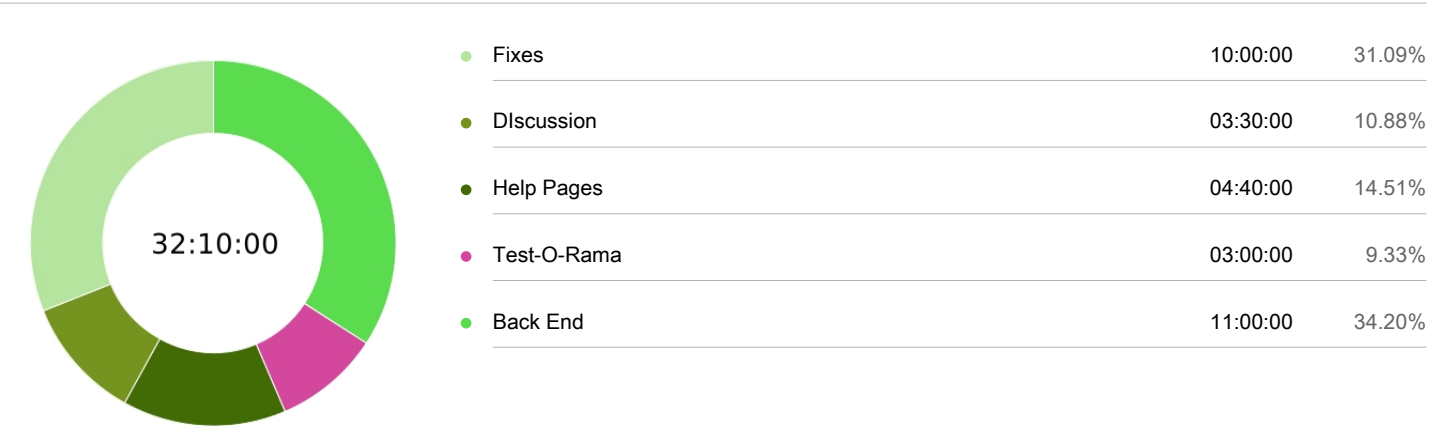 Fixes 10:00:00 31.09%
DIscussion 03:30:00 10.88%
Help Pages 04:40:00 14.51%
32:10:00
Test-O-Rama 03:00:00 9.33%
Back End 11:00:00 34.20%